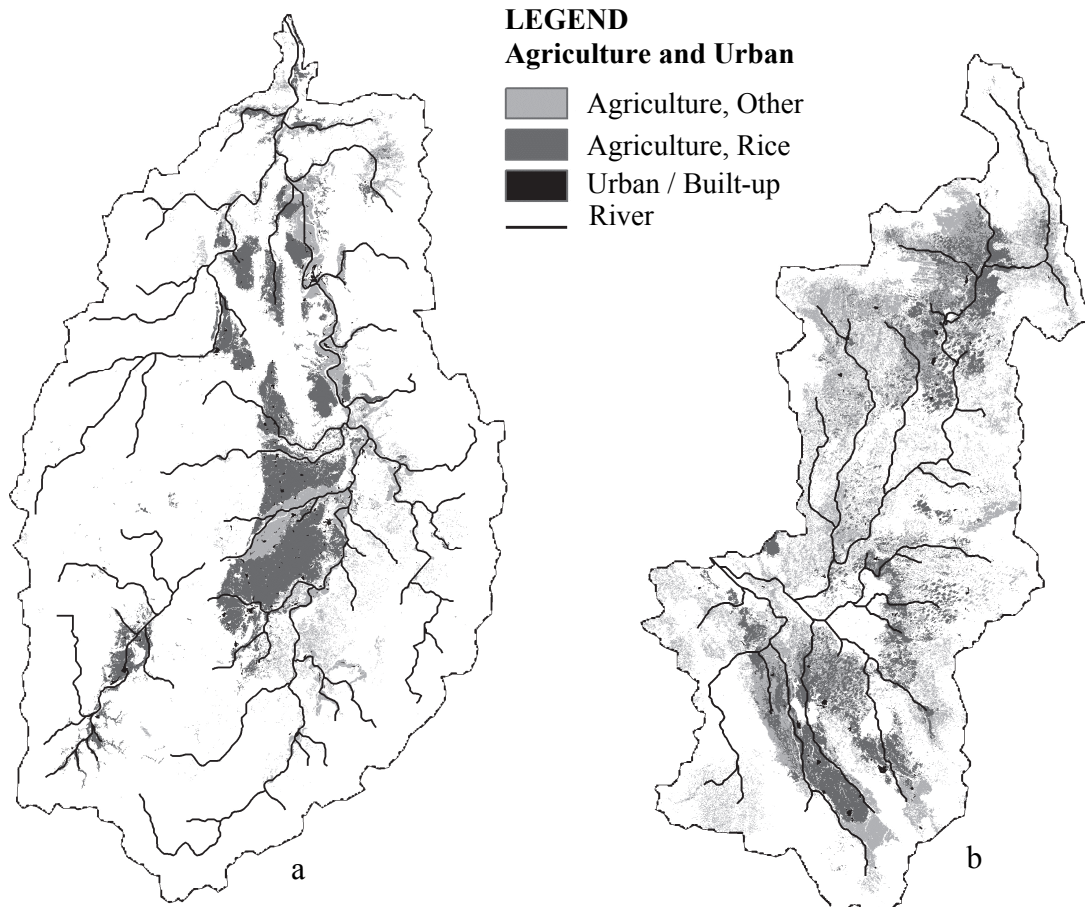 LEGEND
Agriculture and Urban
Agriculture, Other
Agriculture, Rice
Urban / Built-up
River
a
b